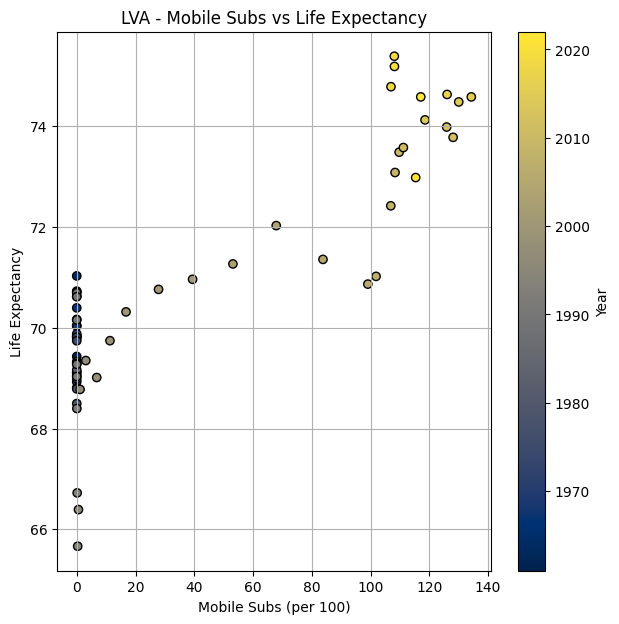 LVA - Mobile Subs vs Life Expectancy
Life Expectancy
74
72
70
68
66
0 20 40 60 80 100 120 140
Mobile Subs (per 100)
2020
2010
2000
1990
1980
1970
Year